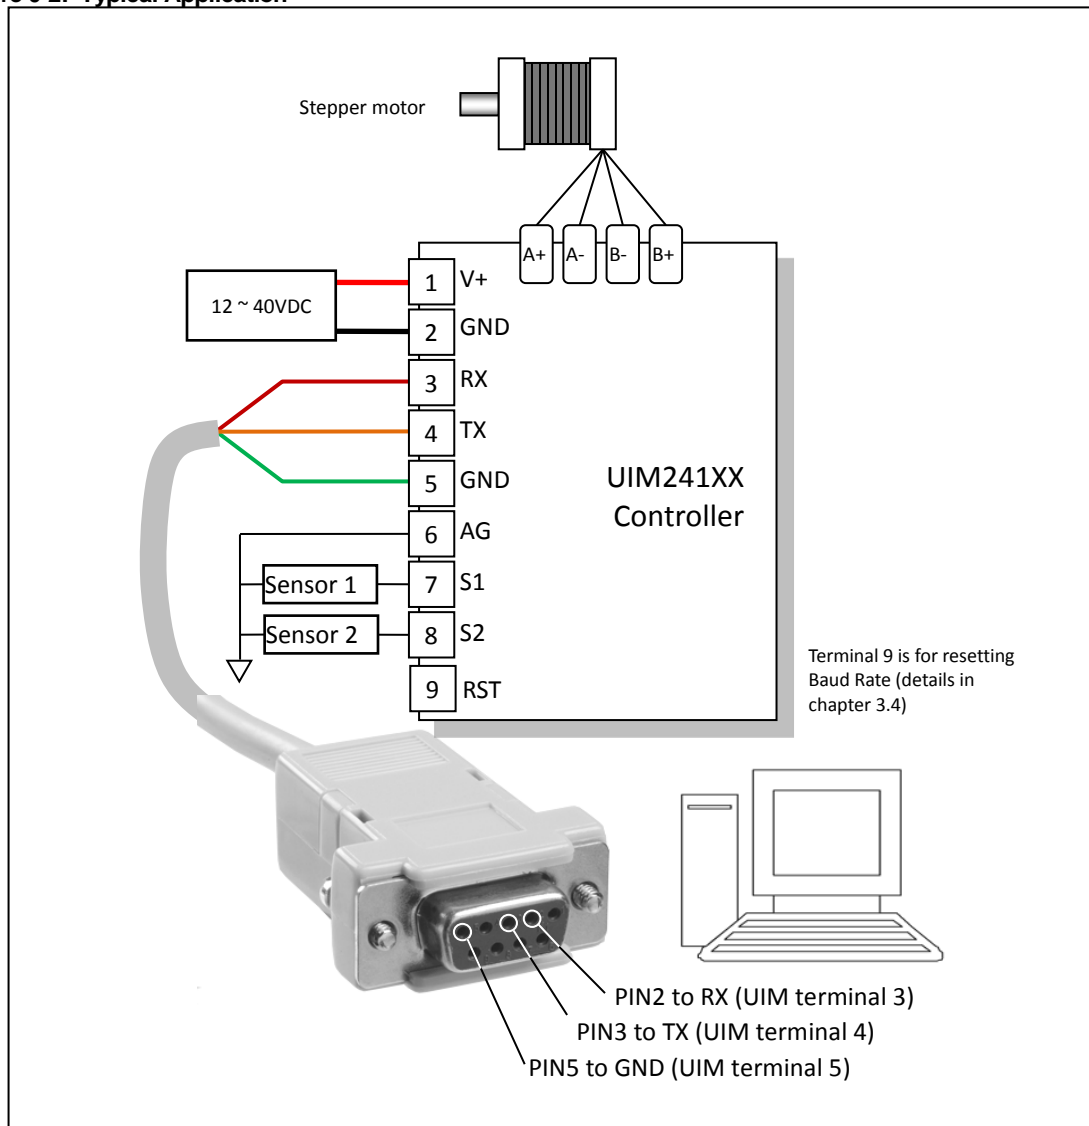 Typical Application
Stepper motor
A+ A- B- B+
12 ~ 40VDC
1 V+
2 GND
3 RX
4 TX
5 GND
6 AG
Sensor 1 7 S1
Sensor 2 8 S2
9 RST
UIM241XX
Controller
Terminal 9 is for resetting
Baud Rate (details in
chapter 3.4)
PIN2 to RX (UIM terminal 3)
PIN3 to TX (UIM terminal 4)
PIN5 to GND (UIM terminal 5)